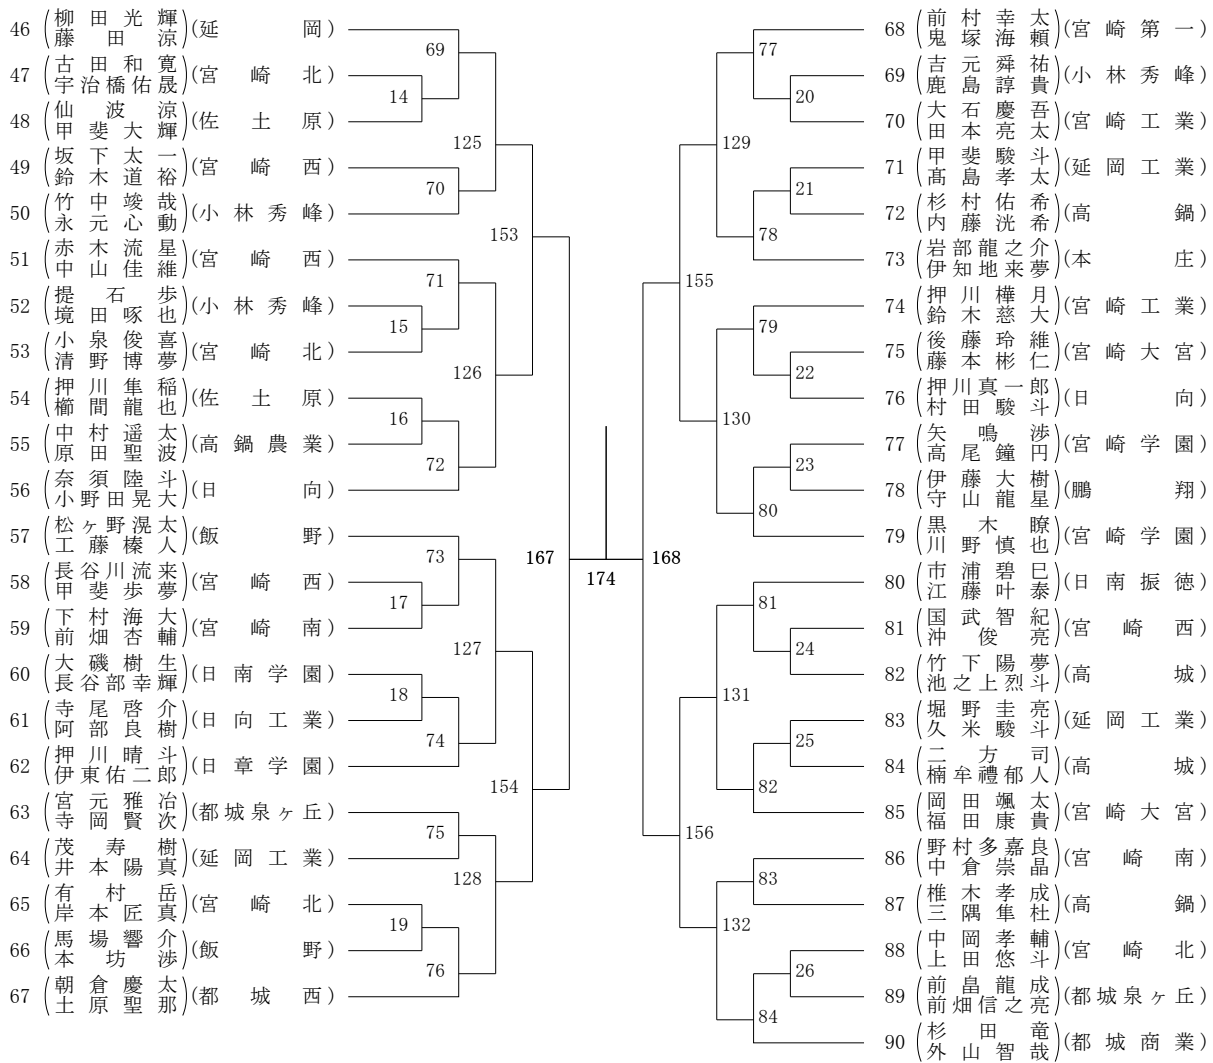 46 (柳田光輝 藤田涼)(延岡)
47 (古田和寛 宇治橋佑晟)(宮崎北)
48 (仙波涼 甲斐大輝)(佐土原)
49 (坂下太一 鈴木道裕)(宮崎西)
50 (竹中竣哉 永元心動)(小林秀峰)
51 (赤木流星 中山佳維)(宮崎西)
52 (提石歩 境田啄也)(小林秀峰)
53 (小泉俊喜 清野博夢)(宮崎北)
54 (押川隼稲 櫛間龍也)(佐土原)
55 (中村遥太 原田聖波)(高鍋農業)
56 (奈須陸斗 小野田晃大)(日向)
57 (松ヶ野滉太 工藤榛人)(飯野)
58 (長谷川流来 甲斐歩夢)(宮崎西)
59 (下村海大 前畑杏輔)(宮崎南)
60 (大磯樹生 長谷部幸輝)(日南学園)
61 (寺尾啓介 阿部良樹)(日向工業)
62 (押川晴斗 伊東佑二郎)(日章学園)
63 (宮元雅冶 寺岡賢次)(都城泉ヶ丘)
64 (茂寿樹 井本陽真)(延岡工業)
65 (有村岳 岸本匠真)(宮崎北)
66 (馬場響介 本坊渉)(飯野)
67 (朝倉慶太 土原聖那)(都城西)
69
14
125
70
153
71
15
126
16
72
73
17
127
18
74
154
75
128
19
76
167
174
168
77
20
129
21
78
155
79
22
130
23
80
81
24
131
25
82
156
83
132
26
84
68 (前村幸太 鬼塚海頼)(宮崎第一)
69 (吉元舜祐 鹿島諄貴)(小林秀峰)
70 (大石慶吾 田本亮太)(宮崎工業)
71 (甲斐駿斗 髙島孝太)(延岡工業)
72 (杉村佑希 内藤洸希)(高鍋)
73 (岩部龍之介 伊知地来夢)(本庄)
74 (押川樺月 鈴木慈大)(宮崎工業)
75 (後藤玲維 藤本彬仁)(宮崎大宮)
76 (押川真一郎 村田駿斗)(日向)
77 (矢鳴渉 高尾鐘円)(宮崎学園)
78 (伊藤大樹 守山龍星)(鵬翔)
79 (黒木瞭 川野慎也)(宮崎学園)
80 (市浦碧巳 江藤叶泰)(日南振徳)
81 (国武智紀 沖俊亮)(宮崎西)
82 (竹下陽夢 池之上烈斗)(高城)
83 (堀野圭亮 久米駿斗)(延岡工業)
84 (二方司 楠牟禮郁人)(高城)
85 (岡田颯太 福田康貴)(宮崎大宮)
86 (野村多嘉良 中倉崇晶)(宮崎南)
87 (椎木孝成 三隅隼杜)(高鍋)
88 (中岡孝輔 上田悠斗)(宮崎北)
89 (前畠龍成 前畑信之亮)(都城泉ヶ丘)
90 (杉田竜 外山智哉)(都城商業)